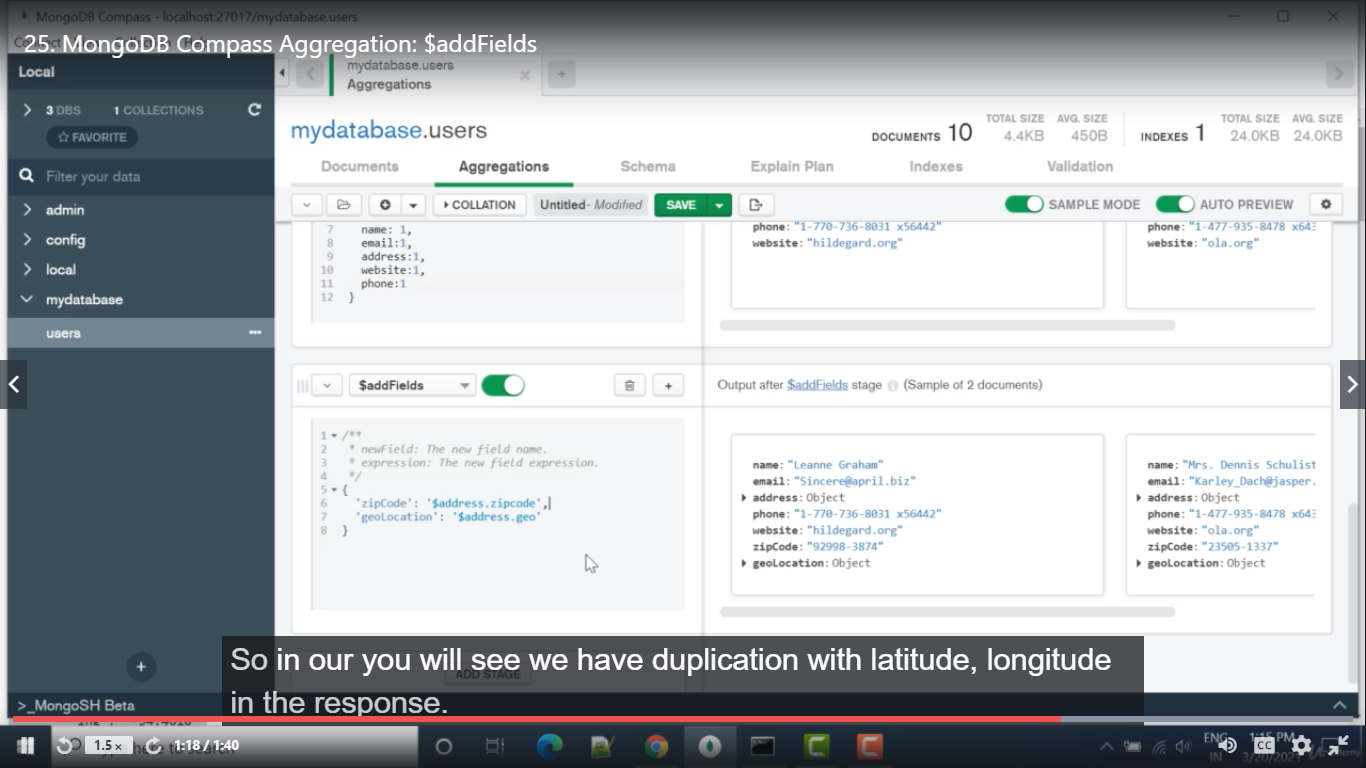 MongoDB Compass - localhost:27017/mydatabase.users
25. MongoDB Compass Aggregation: $addFields
Local
mydatabase.users
Aggregations
3 DBS 1 COLLECTIONS
FAVORITE
mydatabase.users
DOCUMENTS 10
TOTAL SIZE 4.4KB
AVG. SIZE 450B
INDEXES 1
TOTAL SIZE 24.0KB
AVG. SIZE 24.0KB
Documents Aggregations Schema Explain Plan Indexes Validation
Filter your data
COLLATION Untitled- Modified SAVE SAMPLE MODE AUTO PREVIEW
admin
config
local
mydatabase
users
7 name: 1,
8 email:1,
9 address:1,
10 website:1,
11 phone:1
12 }
phone: "1-770-736-8031 x56442"
website: "hildegard.org"
phone: "1-477-935-8478 x643
website: "ola.org"
$addFields
Output after $addFields stage (Sample of 2 documents)
1 /**
2 * newField: The new field name.
3 * expression: The new field expression.
4 */
5 {
6 'zipCode': '$address.zipcode',
7 'geoLocation': '$address.geo'
8 }
name: "Leanne Graham"
email: "Sincere@april.biz"
address: Object
phone: "1-770-736-8031 x56442"
website: "hildegard.org"
zipCode: "92998-3874"
geoLocation: Object
name: "Mrs. Dennis Schulist
email: "Karley_Dach@jasper.
address: Object
phone: "1-477-935-8478 x643
website: "ola.org"
zipCode: "23505-1337"
geoLocation: Object
ADD STAGE
So in our you will see we have duplication with latitude, longitude
in the response.
>_MongoSH Beta
1.5x 1:18 / 1:40
here to search
ENG
IN
1:15 PM
3/20/2021
CC